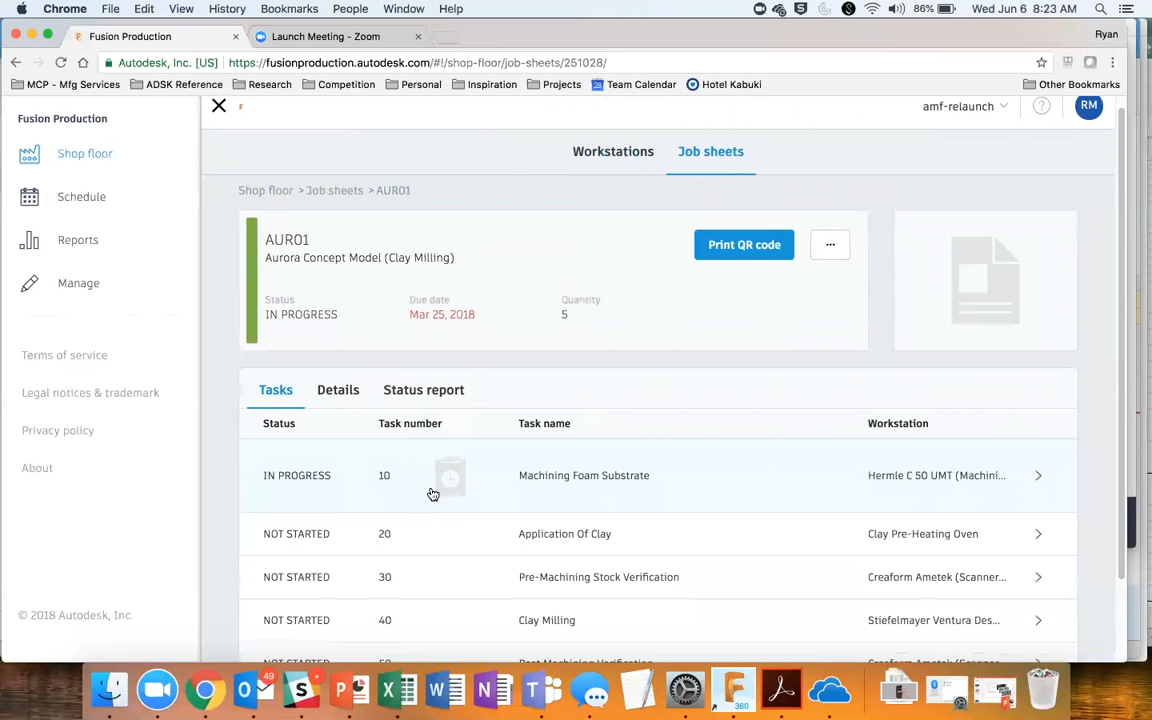 Chrome File Edit View History Bookmarks People Window Help 86% Wed Jun 6 8:23 AM
Fusion Production Launch Meeting - Zoom Ryan
Autodesk, Inc. [US] https://fusionproduction.autodesk.com/#!/shop-floor/job-sheets/251028/
MCP - Mfg Services ADSK Reference Research Competition Personal Inspiration Projects 28 Team Calendar Hotel Kabuki Other Bookmarks
Fusion Production
amf-relaunch ? RM
Shop floor
Schedule
Reports
Manage
Terms of service
Legal notices & trademark
Privacy policy
About
© 2018 Autodesk, Inc.
Workstations Job sheets
Shop floor > Job sheets > AUR01
AUR01
Aurora Concept Model (Clay Milling)
Print QR code ...
Status Due date Quantity
IN PROGRESS Mar 25, 2018 5
Tasks Details Status report
Status Task number Task name Workstation
IN PROGRESS 10 Machining Foam Substrate Hermle C 50 UMT (Machini...
NOT STARTED 20 Application Of Clay Clay Pre-Heating Oven
NOT STARTED 30 Pre-Machining Stock Verification Creaform Ametek (Scanner...
NOT STARTED 40 Clay Milling Stiefelmayer Ventura Des...
49
360